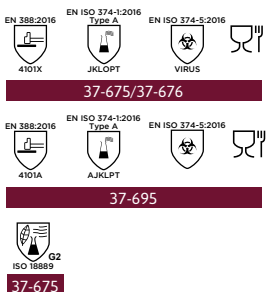 EN 388:2016 EN ISO 374-1:2016 Type A EN ISO 374-5:2016
4101X JKLOPT VIRUS
37-675/37-676
EN 388:2016 EN ISO 374-1:2016 Type A EN ISO 374-5:2016
4101A AJKLPT
37-695
G2
ISO 18889
37-675